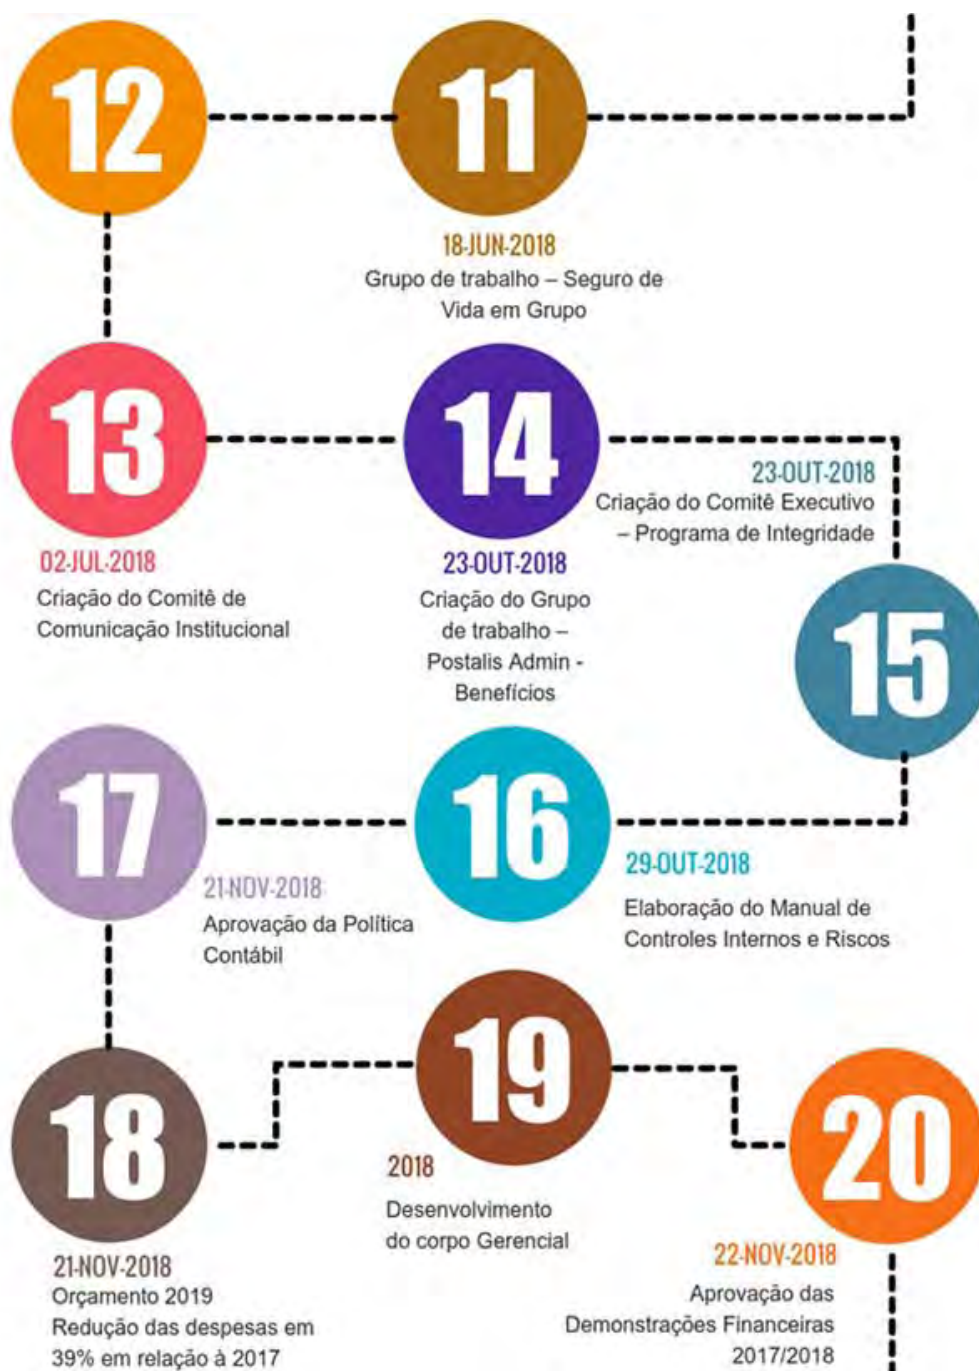 12
11
18-JUN-2018
Grupo de trabalho – Seguro de
Vida em Grupo
13
02-JUL-2018
Criação do Comitê de
Comunicação Institucional
14
23-OUT-2018
Criação do Grupo
de trabalho –
Postalis Admin -
Benefícios
23-OUT-2018
Criação do Comitê Executivo
– Programa de Integridade
15
16
29-OUT-2018
Elaboração do Manual de
Controles Internos e Riscos
17
21-NOV-2018
Aprovação da Política
Contábil
18
21-NOV-2018
Orçamento 2019
Redução das despesas em
39% em relação à 2017
19
2018
Desenvolvimento
do corpo Gerencial
20
22-NOV-2018
Aprovação das
Demonstrações Financeiras
2017/2018